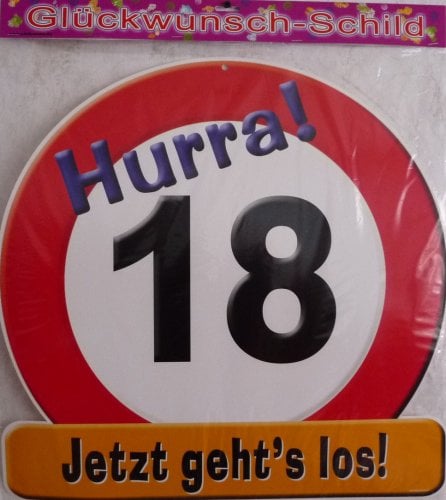 Glückwunsch-Schild
Hurra!
18
Jetzt geht's los!